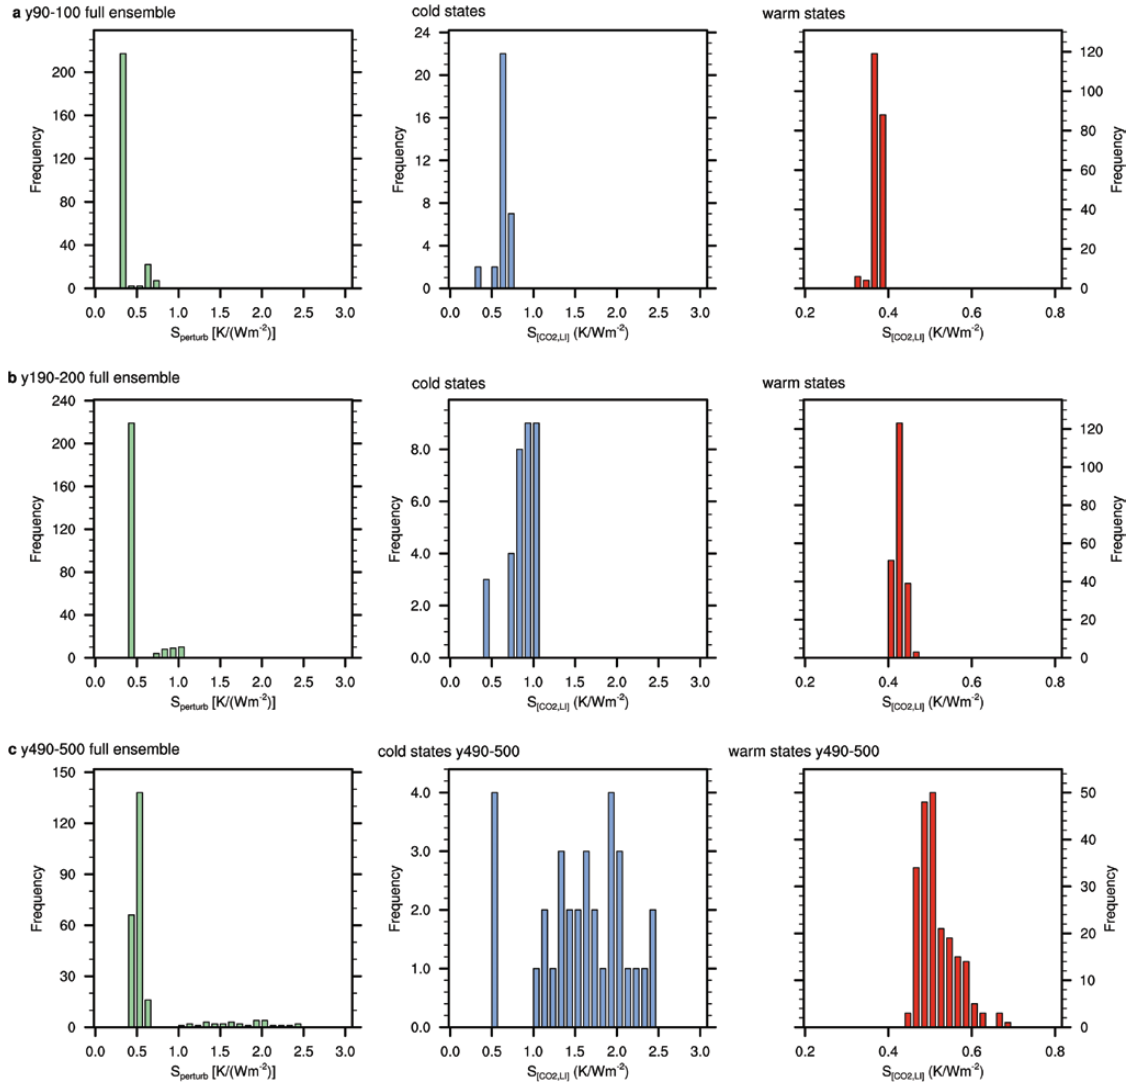 a y90-100 full ensemble
cold states
warm states
Frequency
200
160
120
80
40
0
0.0 0.5 1.0 1.5 2.0 2.5 3.0
Sperturb [K/(Wm-2)]
Frequency
24
20
16
12
8
4
0
0.0 0.5 1.0 1.5 2.0 2.5 3.0
S[CO2,LI] (K/Wm-2)
120
100
80
60
40
20
0
Frequency
0.2 0.4 0.6 0.8
S[CO2,LI] (K/Wm-2)
b y190-200 full ensemble
cold states
warm states
Frequency
240
200
160
120
80
40
0
0.0 0.5 1.0 1.5 2.0 2.5 3.0
Sperturb [K/(Wm-2)]
Frequency
8.0
6.0
4.0
2.0
0.0
0.0 0.5 1.0 1.5 2.0 2.5 3.0
S[CO2,LI] (K/Wm-2)
120
100
80
60
40
20
0
Frequency
0.2 0.4 0.6 0.8
S[CO2,LI] (K/Wm-2)
c y490-500 full ensemble
cold states y490-500
warm states y490-500
Frequency
150
120
90
60
30
0
0.0 0.5 1.0 1.5 2.0 2.5 3.0
Sperturb [K/(Wm-2)]
Frequency
4.0
3.0
2.0
1.0
0.0
0.0 0.5 1.0 1.5 2.0 2.5 3.0
S[CO2,LI] (K/Wm-2)
50
40
30
20
10
0
Frequency
0.2 0.4 0.6 0.8
S[CO2,LI] (K/Wm-2)